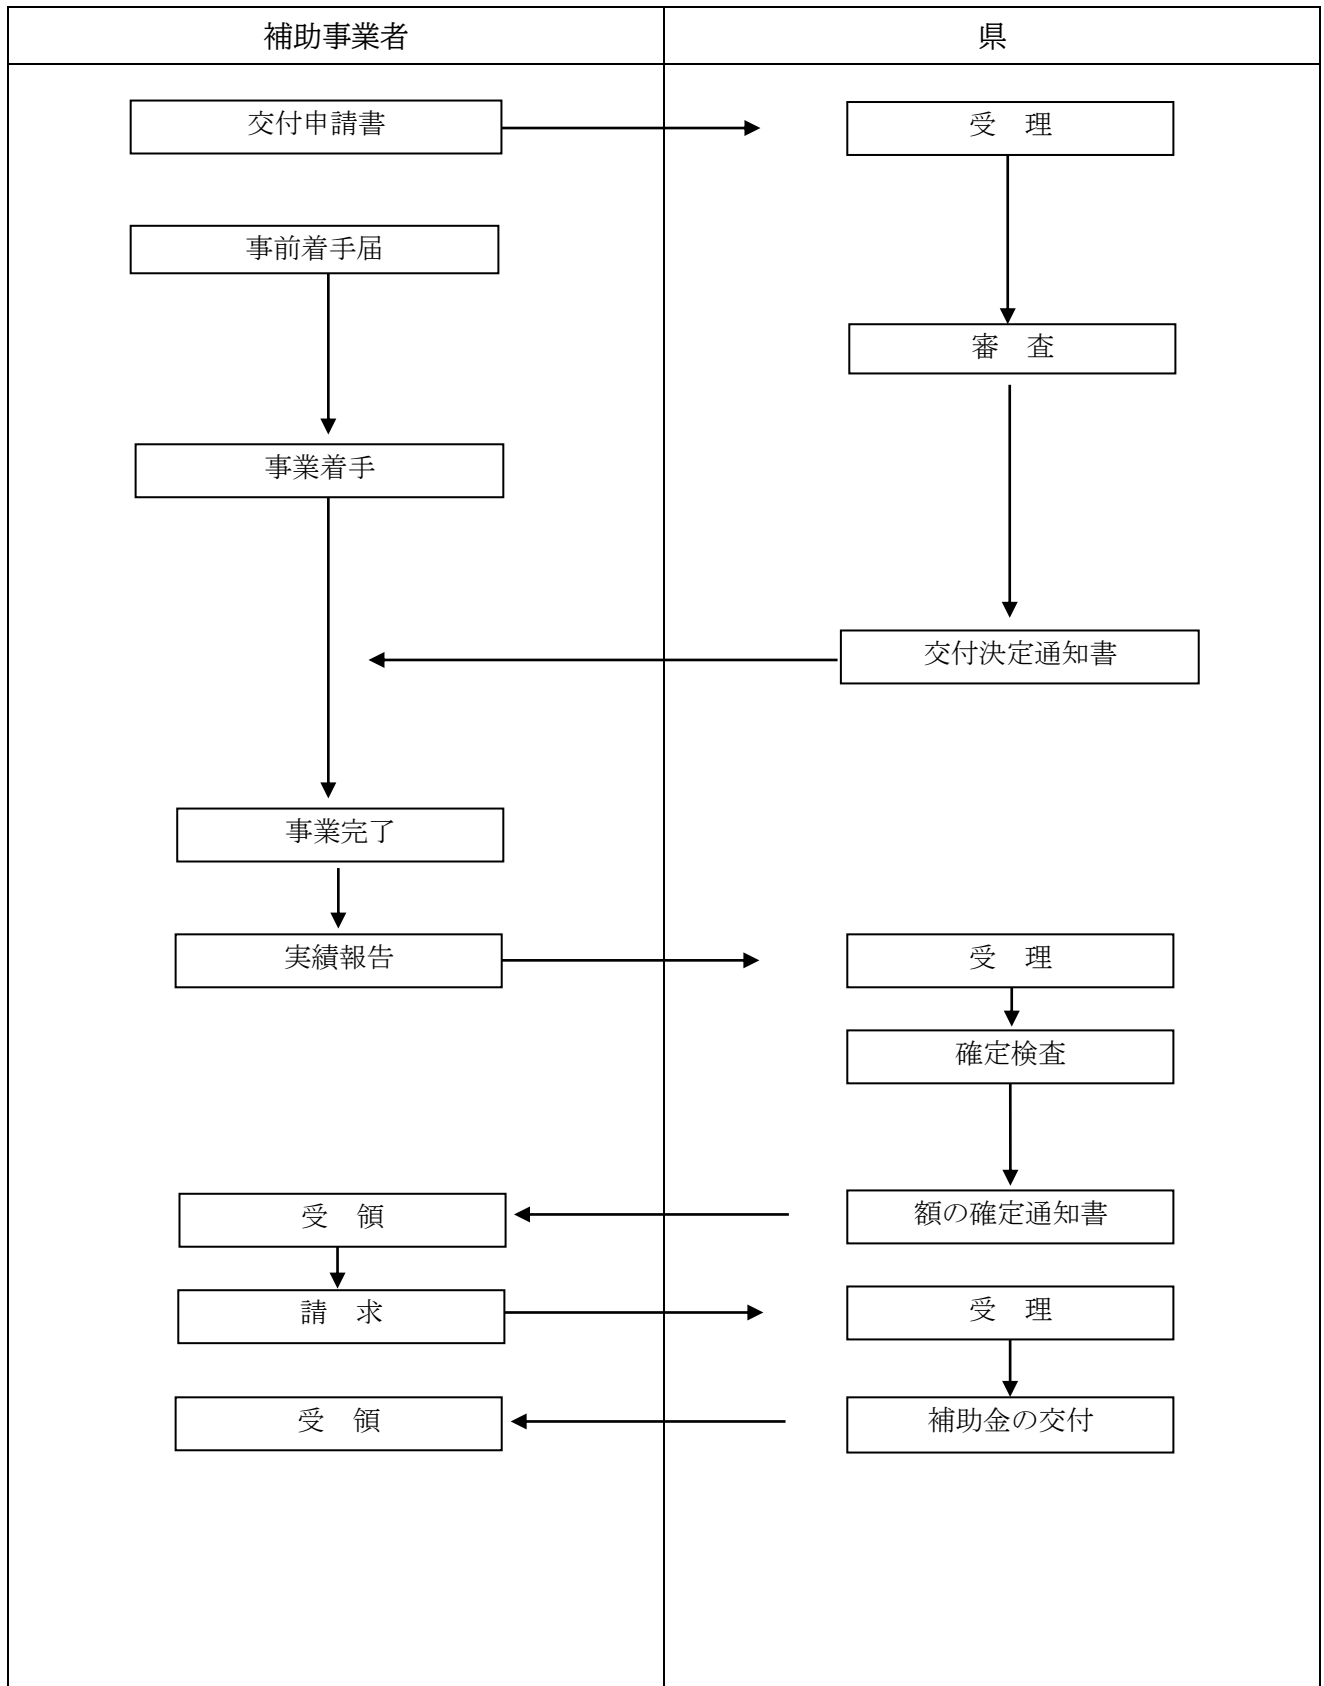 補助事業者
県
交付申請書
受　理
事前着手届
審　査
事業着手
交付決定通知書
事業完了
実績報告
受　理
確定検査
受　領
額の確定通知書
請　求
受　理
受　領
補助金の交付